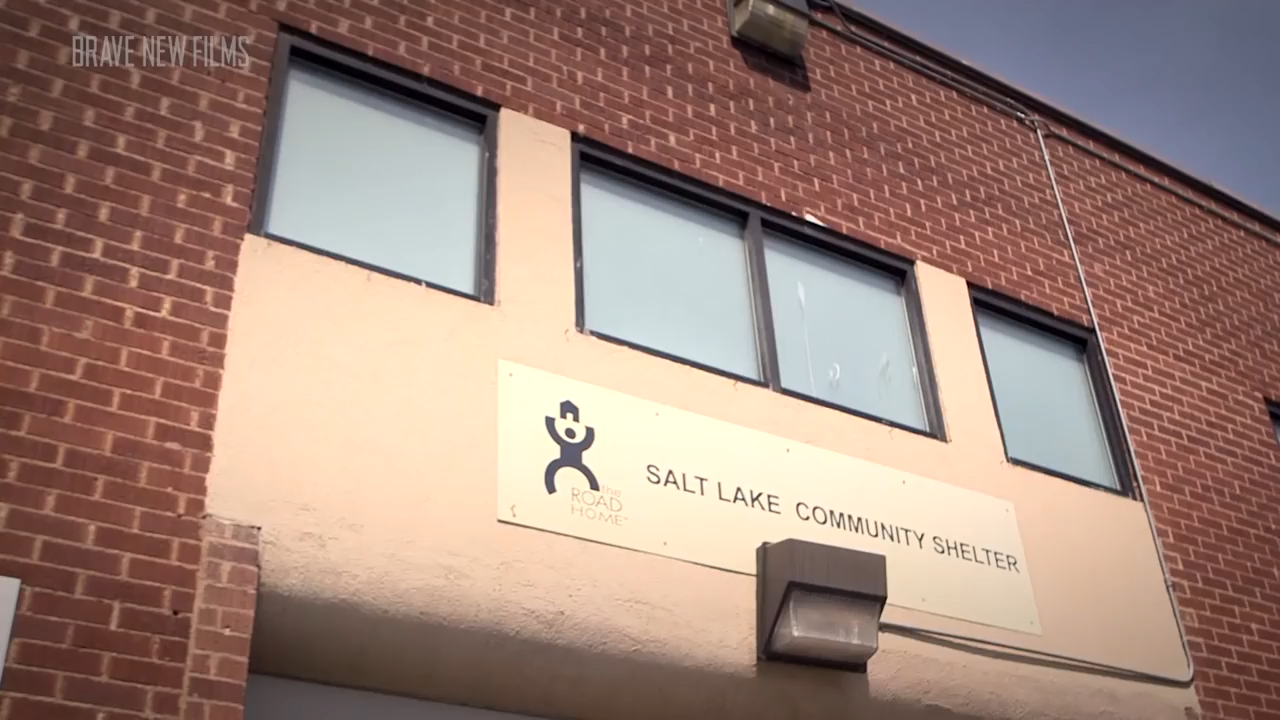 BRAVE NEW FILMS
the
ROAD
HOME
SALT LAKE COMMUNITY SHELTER